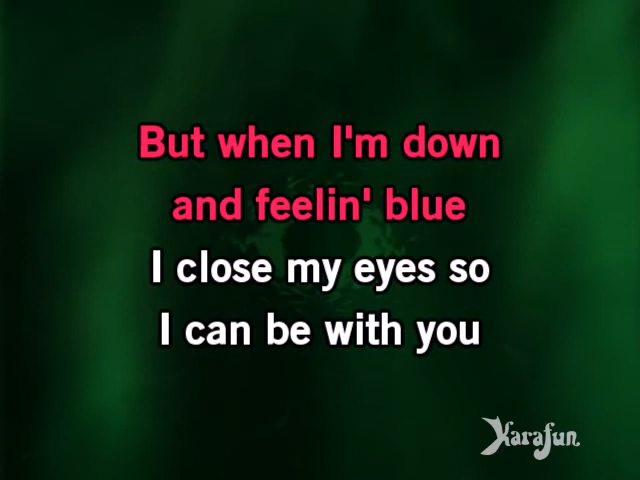 But when I'm down
and feelin' blue
I close my eyes so
I can be with you
Karafun